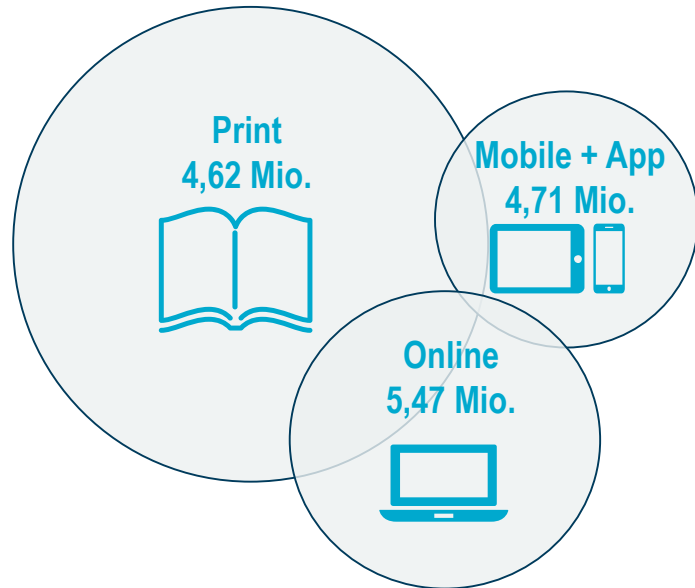 Print
4,62 Mio.
Mobile + App
4,71 Mio.
Online
5,47 Mio.